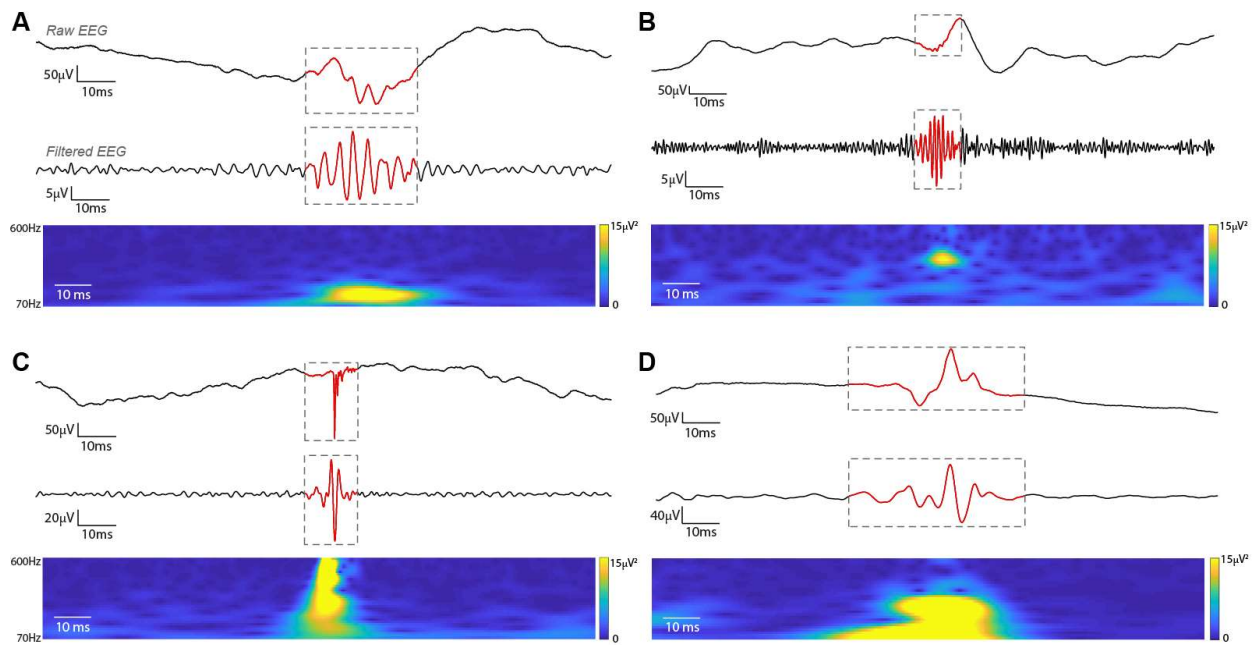 A
Raw EEG
50μV
10ms
Filtered EEG
5μV
10ms
600Hz
15μV²
10 ms
70Hz
0
B
50μV
10ms
5μV
10ms
15μV²
10 ms
0
C
50μV
10ms
20μV
10ms
600Hz
15μV²
10 ms
70Hz
0
D
50μV
10ms
40μV
10ms
15μV²
10 ms
0